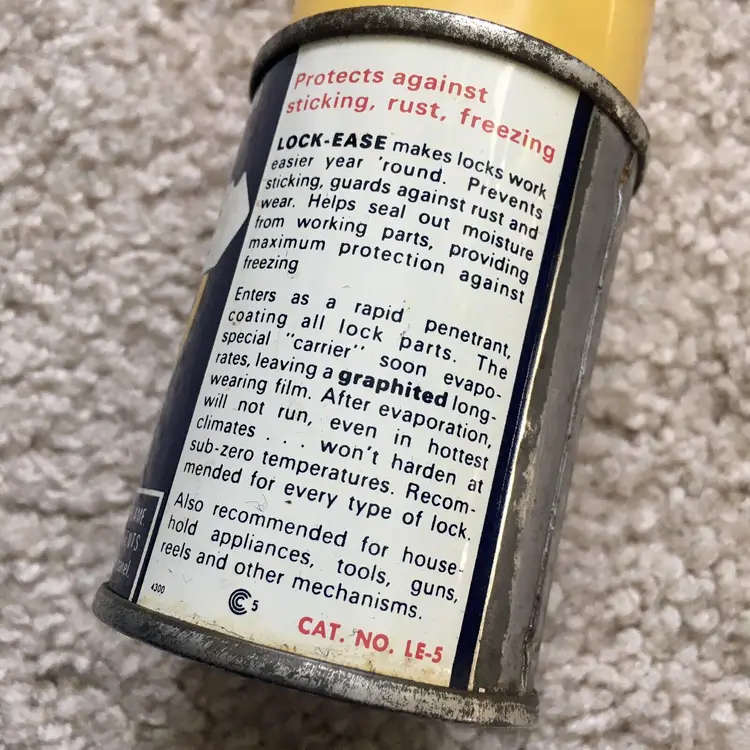 Protects against
sticking, rust, freezing
LOCK-EASE makes locks work
easier year 'round. Prevents
sticking, guards against rust and
wear. Helps seal out moisture
from working parts, providing
maximum protection against
freezing
Enters as a rapid penetrant,
coating all lock parts. The
special "carrier" soon evapo-
rates, leaving a graphited long-
wearing film. After evaporation,
will not run, even in hottest
climates . . . won't harden at
sub-zero temperatures. Recom-
mended for every type of lock.
Also recommended for house-
hold appliances, tools, guns,
reels and other mechanisms.
4300
5
CAT. NO. LE-5